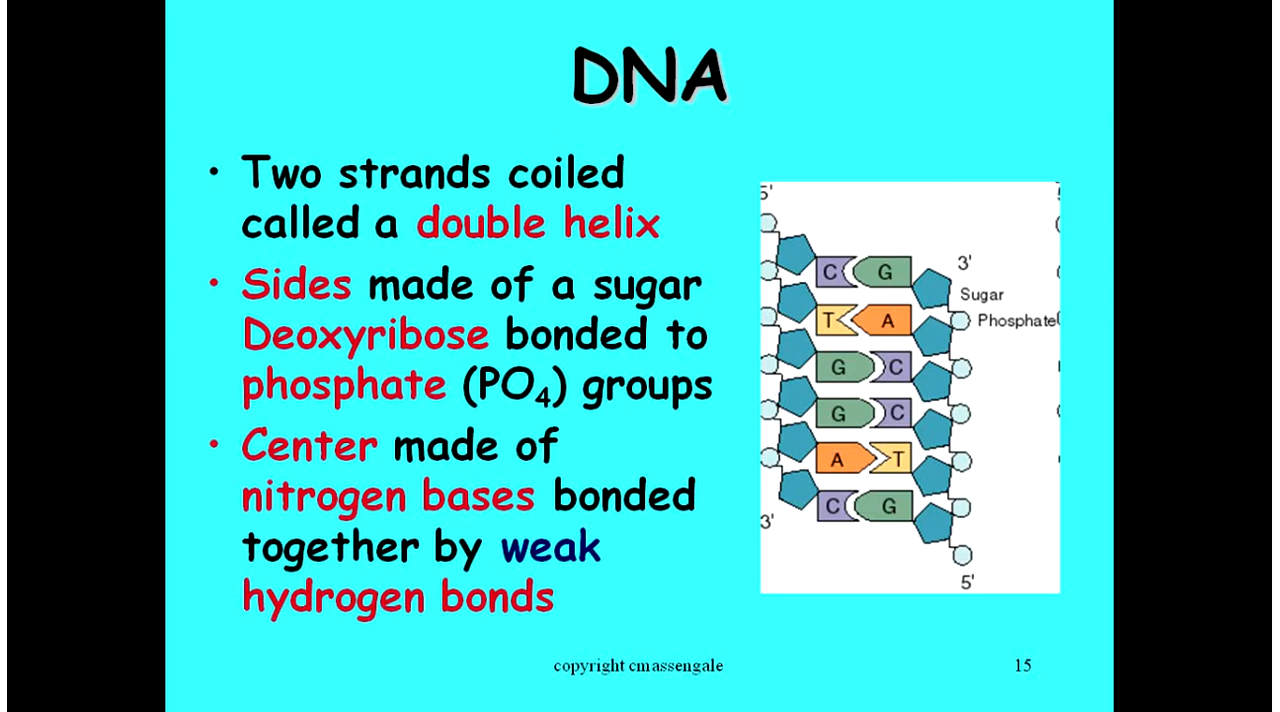 DNA
• Two strands coiled
called a double helix
• Sides made of a sugar
Deoxyribose bonded to
phosphate (PO₄) groups
• Center made of
nitrogen bases bonded
together by weak
hydrogen bonds
5'
C G
3'
Sugar
T A
Phosphate
G C
G C
A T
C G
3'
5'
copyright cmassengale
15